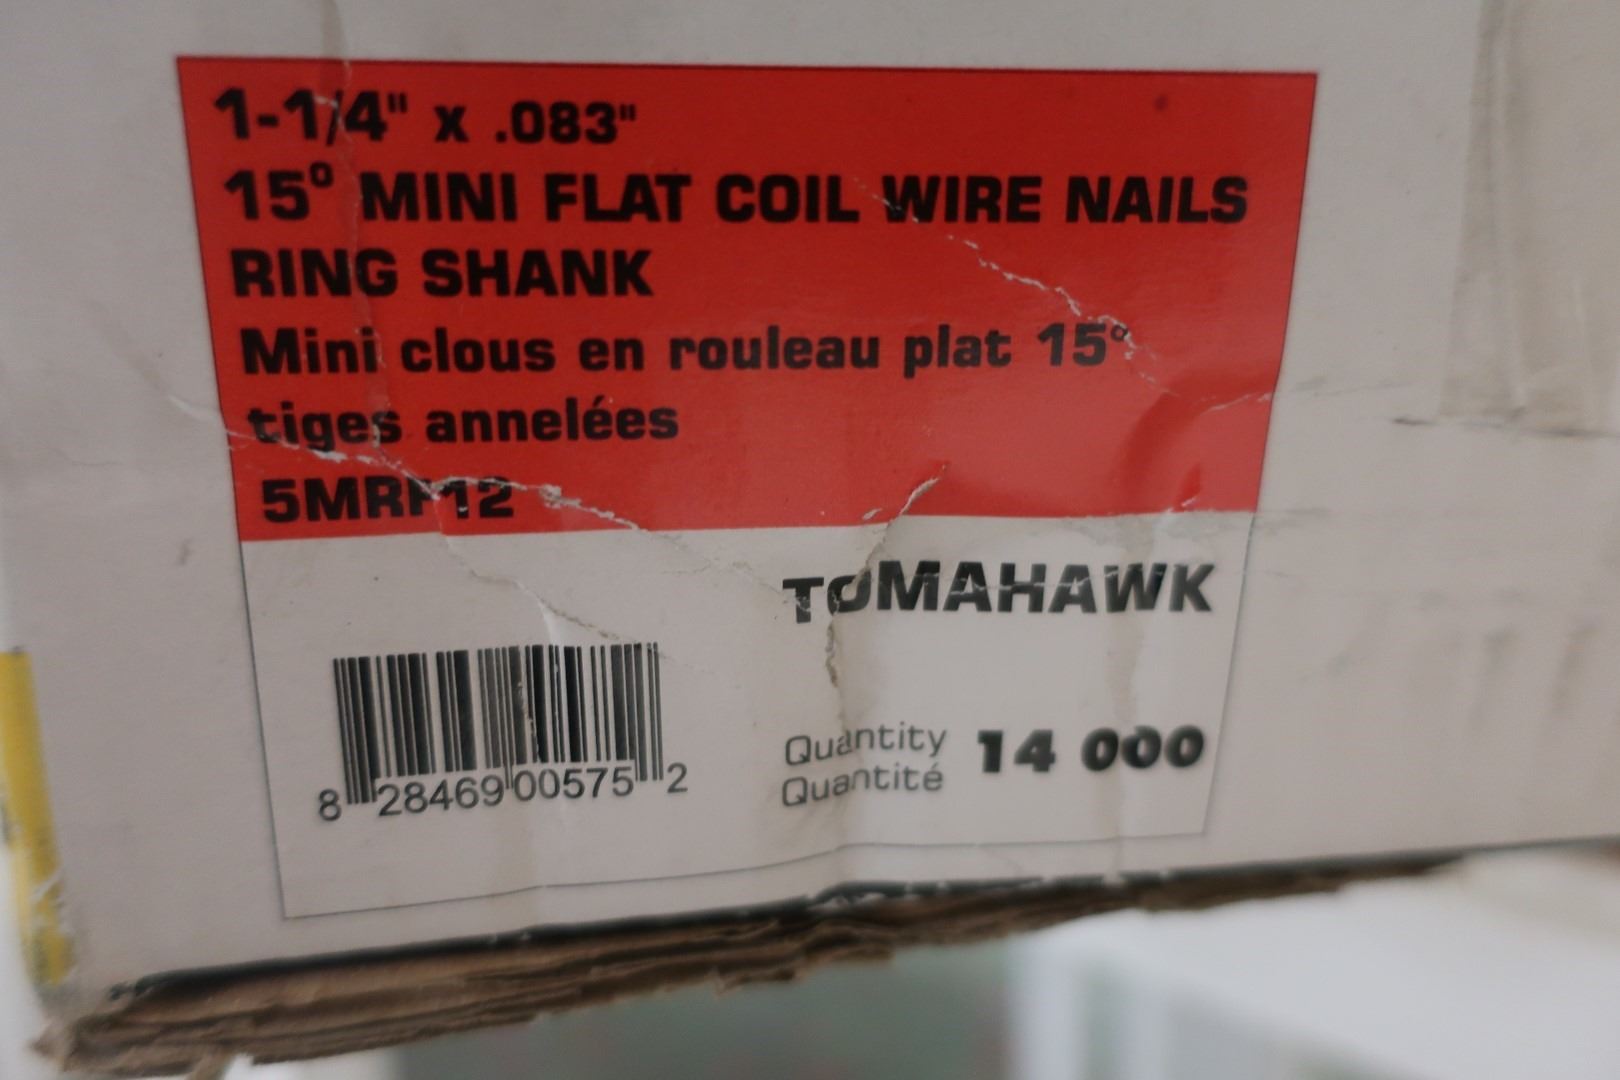 1-1/4" x .083"
15° MINI FLAT COIL WIRE NAILS
RING SHANK
Mini clous en rouleau plat 15°
tiges annelées
5MRF12
TOMAHAWK
Quantity 14 000
Quantité
8 28469 00575 2